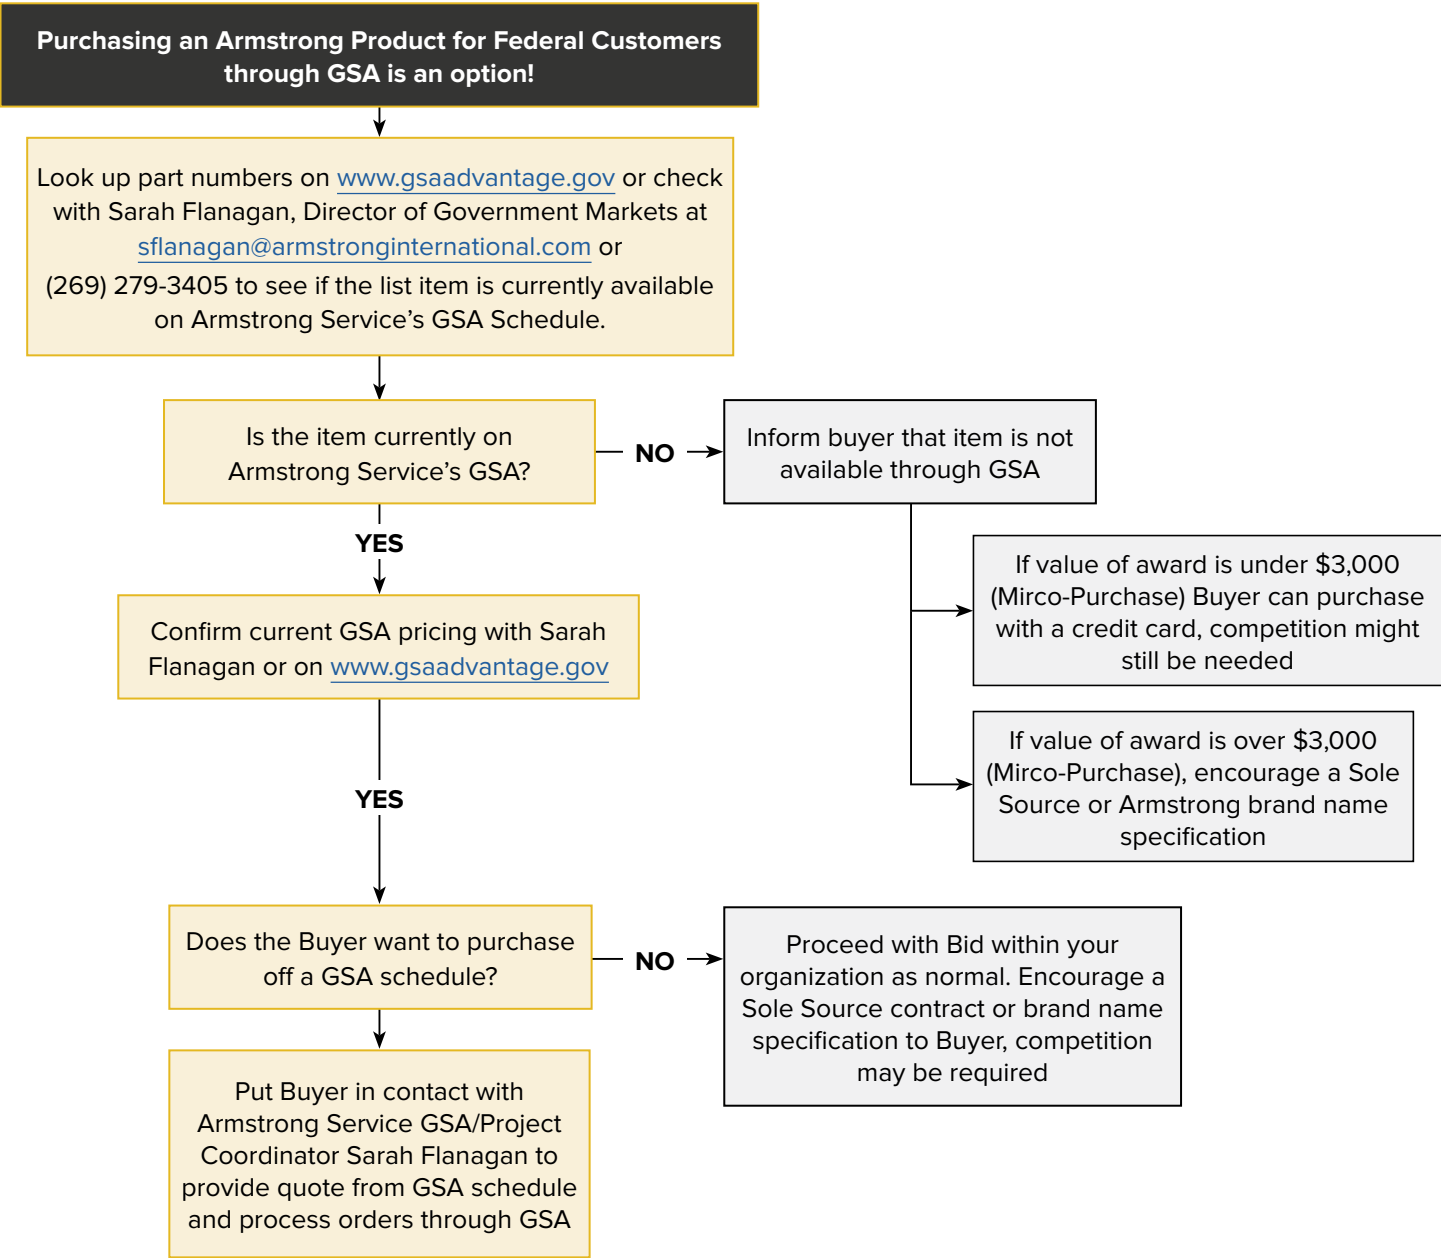 Purchasing an Armstrong Product for Federal Customers
through GSA is an option!
Look up part numbers on www.gsaadvantage.gov or check
with Sarah Flanagan, Director of Government Markets at
sflanagan@armstronginternational.com or
(269) 279-3405 to see if the list item is currently available
on Armstrong Service’s GSA Schedule.
Is the item currently on
Armstrong Service’s GSA?
NO
Inform buyer that item is not
available through GSA
YES
If value of award is under $3,000
(Mirco-Purchase) Buyer can purchase
with a credit card, competition might
still be needed
Confirm current GSA pricing with Sarah
Flanagan or on www.gsaadvantage.gov
If value of award is over $3,000
(Mirco-Purchase), encourage a Sole
Source or Armstrong brand name
specification
YES
Does the Buyer want to purchase
off a GSA schedule?
NO
Proceed with Bid within your
organization as normal. Encourage a
Sole Source contract or brand name
specification to Buyer, competition
may be required
Put Buyer in contact with
Armstrong Service GSA/Project
Coordinator Sarah Flanagan to
provide quote from GSA schedule
and process orders through GSA